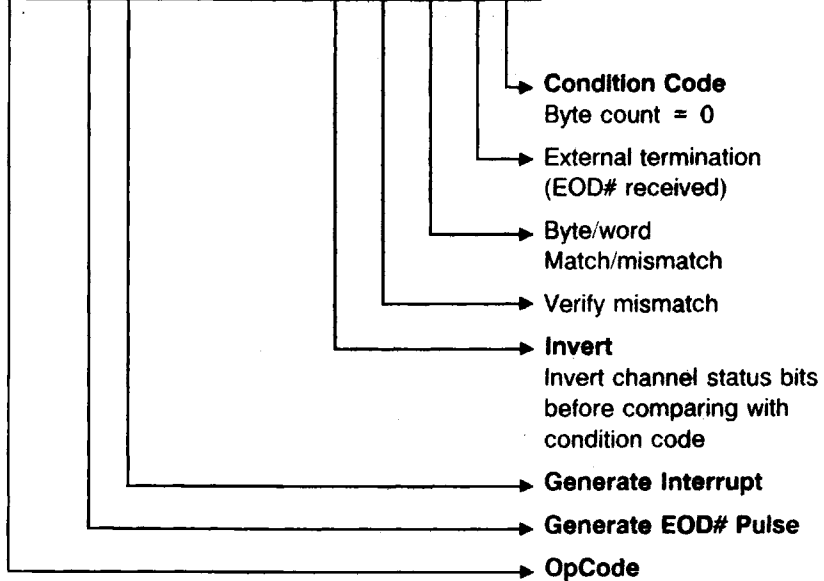 Condition Code
Byte count = 0
External termination
(EOD# received)
Byte/word
Match/mismatch
Verify mismatch
Invert
Invert channel status bits
before comparing with
condition code
Generate Interrupt
Generate EOD# Pulse
OpCode